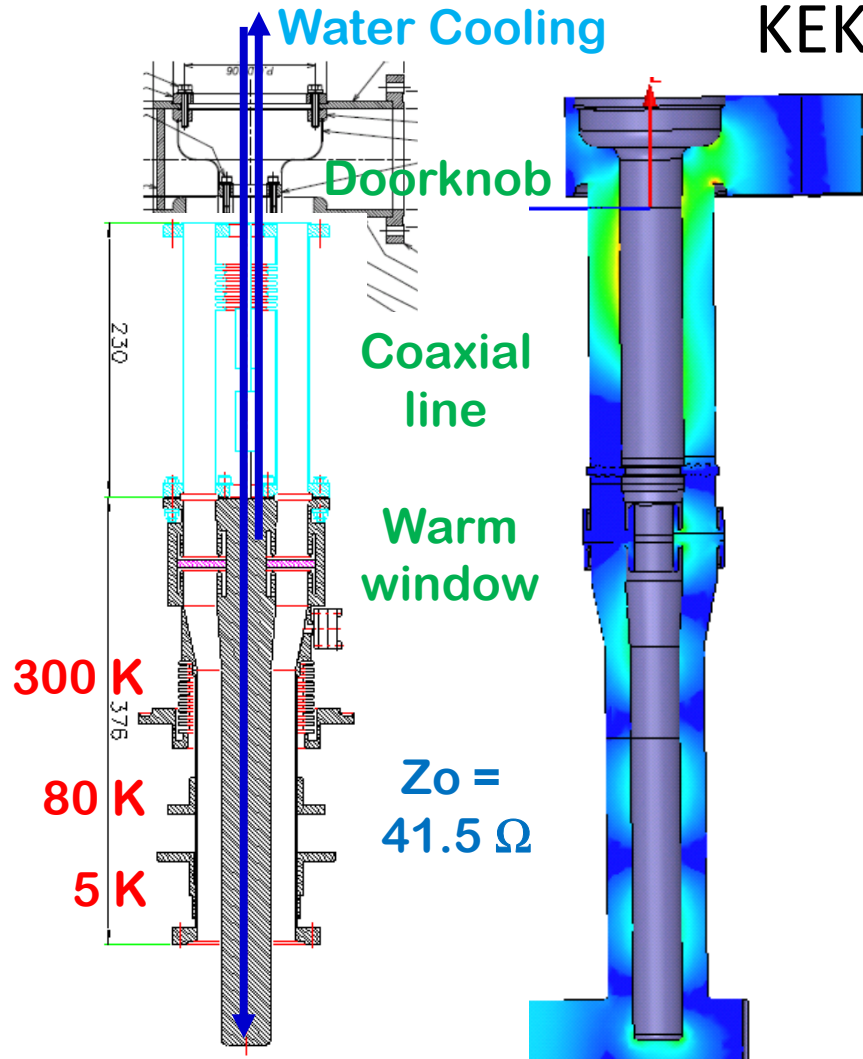 Water Cooling
KEK
Doorknob
230
Coaxial
line
Warm
window
300 K
376
80 K
Zo =
41.5 Ω
5 K